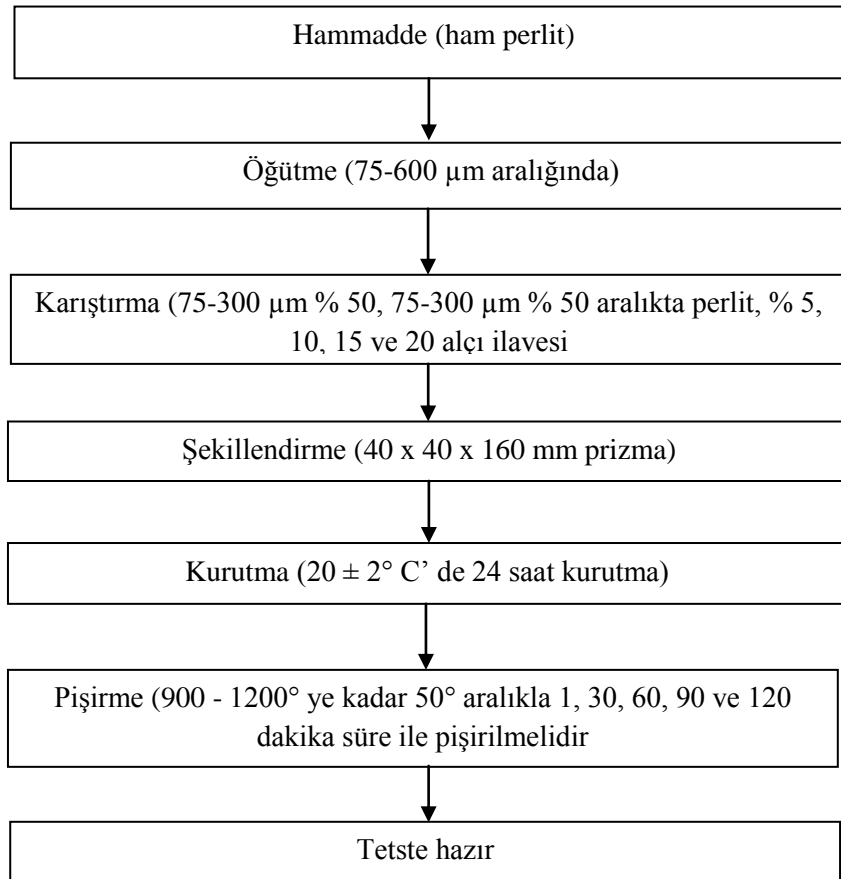 Hammadde (ham perlit)
Öğütme (75-600 µm aralığında)
Karıştırma (75-300 µm % 50, 75-300 µm % 50 aralıkta perlit, % 5,
10, 15 ve 20 alçı ilavesi
Şekillendirme (40 x 40 x 160 mm prizma)
Kurutma (20 ± 2° C’ de 24 saat kurutma)
Pişirme (900 - 1200° ye kadar 50° aralıkla 1, 30, 60, 90 ve 120
dakika süre ile pişirilmelidir
Tetste hazır